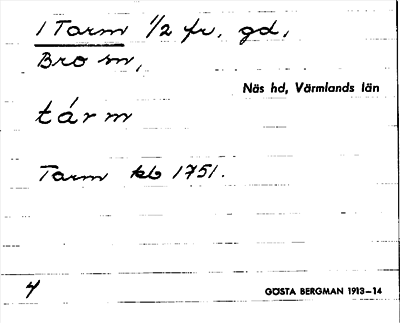 1 Tarm 1/2 fr, gd,
Bro sn,
Näs hd, Värmlands län
tárm
Tarm kb 1751.
4
GÖSTA BERGMAN 1913–14